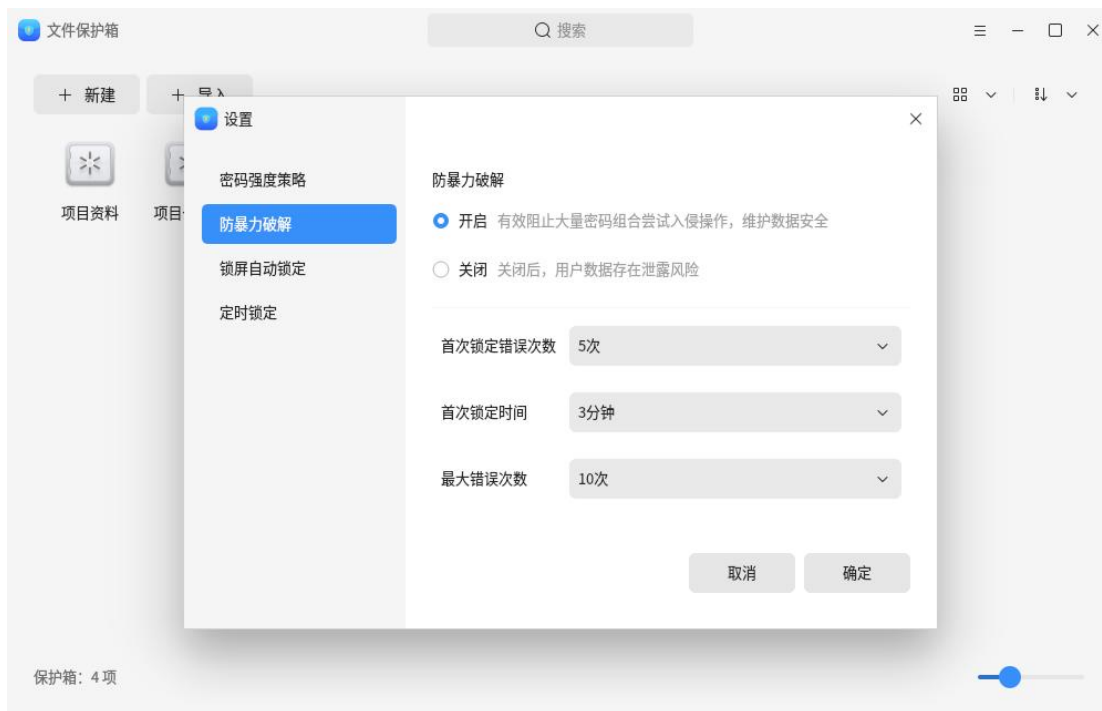 文件保护箱
搜索
新建
设置
密码强度策略
防暴力破解
项目资料
防暴力破解
开启 有效阻止大量密码组合尝试入侵操作，维护数据安全
锁屏自动锁定
关闭 关闭后，用户数据存在泄露风险
定时锁定
首次锁定错误次数 5次
首次锁定时间 3分钟
最大错误次数 10次
取消 确定
保护箱：4 项